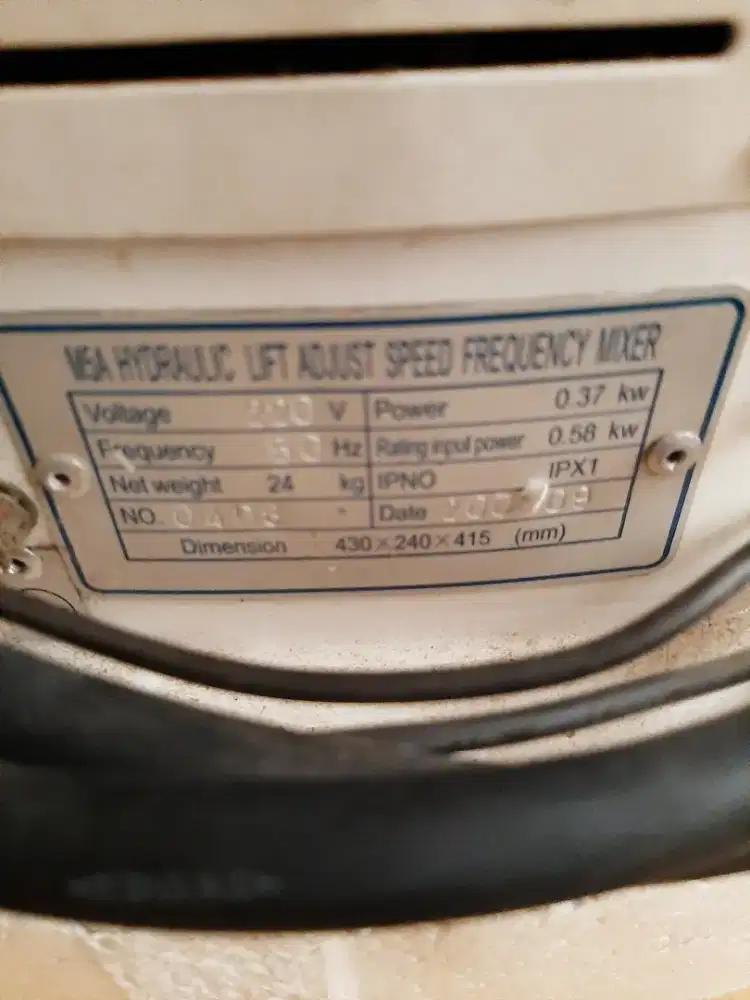 M6A HYDRAULIC LIFT ADJUST SPEED FREQUENCY MIXER
Voltage V Power 0.37 kw
Frequency Hz Rating input power 0.58 kw
Net weight 24 kg IPNO IPX1
NO. Date
Dimension 430×240×415 (mm)